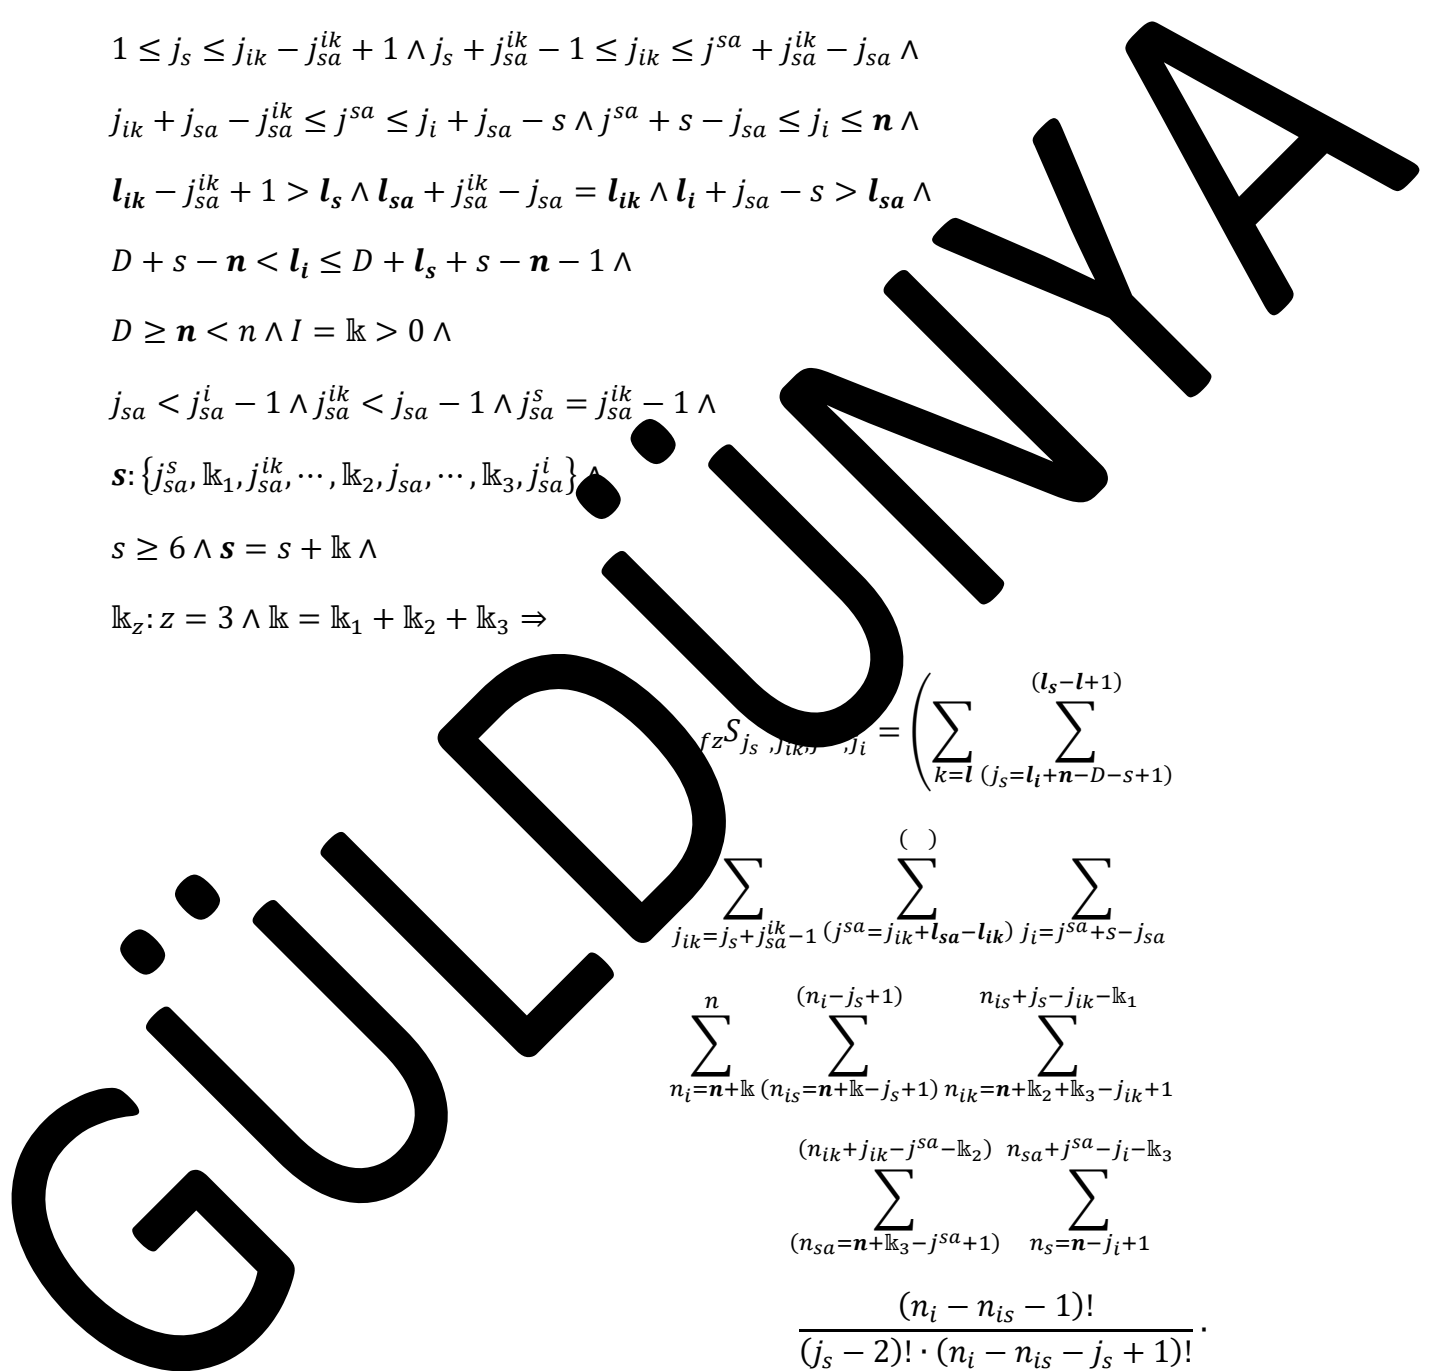 1 ≤ j_s ≤ j_{ik} − j_{sa}^{ik} + 1 ∧ j_s + j_{sa}^{ik} − 1 ≤ j_{ik} ≤ j^{sa} + j_{sa}^{ik} − j_{sa} ∧
j_{ik} + j_{sa} − j_{sa}^{ik} ≤ j^{sa} ≤ j_i + j_{sa} − s ∧ j^{sa} + s − j_{sa} ≤ j_i ≤ n ∧
l_{ik} − j_{sa}^{ik} + 1 > l_s ∧ l_{sa} + j_{sa}^{ik} − j_{sa} = l_{ik} ∧ l_i + j_{sa} − s > l_{sa} ∧
D + s − n < l_i ≤ D + l_s + s − n − 1 ∧
D ≥ n < n ∧ I = 𝕜 > 0 ∧
j_{sa} < j_{sa}^{i} − 1 ∧ j_{sa}^{ik} < j_{sa} − 1 ∧ j_{sa}^{s} = j_{sa}^{ik} − 1 ∧
s: {j_{sa}^{s}, 𝕜_1, j_{sa}^{ik}, ⋯, 𝕜_2, j_{sa}, ⋯, 𝕜_3, j_{sa}^{i}} ∧
s ≥ 6 ∧ s = s + 𝕜 ∧
𝕜_z: z = 3 ∧ 𝕜 = 𝕜_1 + 𝕜_2 + 𝕜_3 ⇒
_{fz}S_{j_s, j_{ik}, , j_i} = ( ∑_{k=l} ∑_{(j_s=l_i+n−D−s+1)}^{(l_s−l+1)}
∑_{j_{ik}=j_s+j_{sa}^{ik}−1} ∑_{(j^{sa}=j_{ik}+l_{sa}−l_{ik})}^{( )} ∑_{j_i=j^{sa}+s−j_{sa}}
∑_{n_i=n+𝕜}^{n} ∑_{(n_{is}=n+𝕜−j_s+1)}^{(n_i−j_s+1)} ∑_{n_{ik}=n+𝕜_2+𝕜_3−j_{ik}+1}^{n_{is}+j_s−j_{ik}−𝕜_1}
∑_{(n_{sa}=n+𝕜_3−j^{sa}+1)}^{(n_{ik}+j_{ik}−j^{sa}−𝕜_2)} ∑_{n_s=n−j_i+1}^{n_{sa}+j^{sa}−j_i−𝕜_3}
(n_i − n_{is} − 1)!
(j_s − 2)! · (n_i − n_{is} − j_s + 1)! ·
GÜLDÜNYA